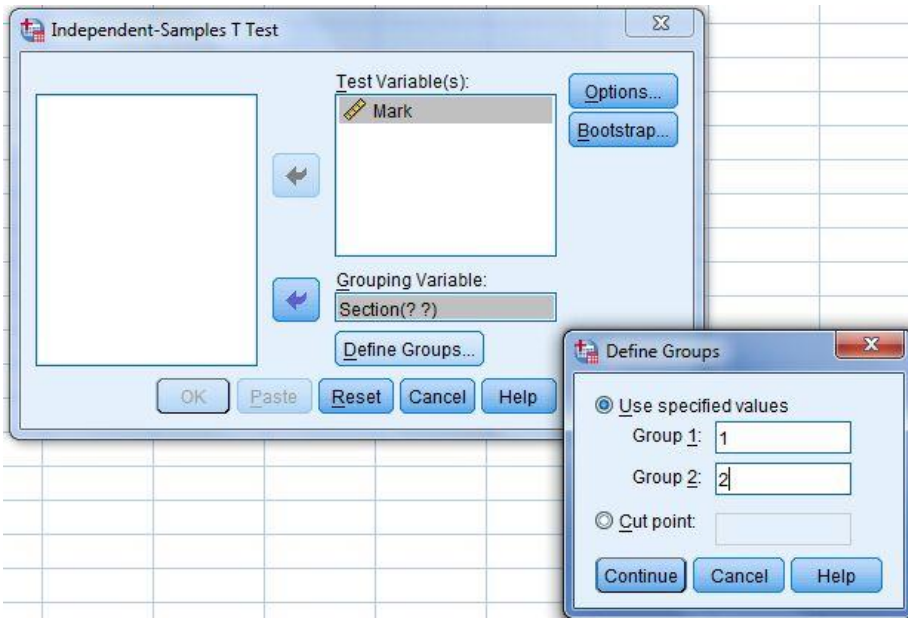 Independent-Samples T Test
Test Variable(s):
Mark
Options...
Bootstrap...
Grouping Variable:
Section(? ?)
Define Groups...
OK Paste Reset Cancel Help
Define Groups
Use specified values
Group 1: 1
Group 2: 2
Cut point:
Continue Cancel Help